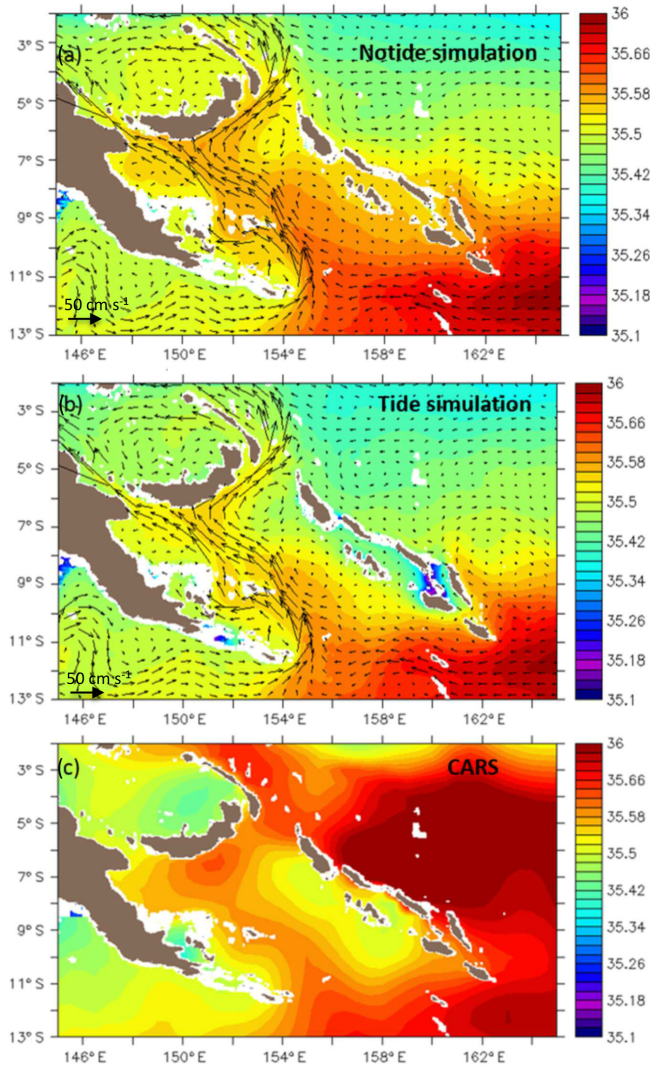 (a)
Notide simulation
3° S
5° S
7° S
9° S
11° S
13° S
50 cm s⁻¹
146° E 150° E 154° E 158° E 162° E
36
35.66
35.58
35.5
35.42
35.34
35.26
35.18
35.1
(b)
Tide simulation
3° S
5° S
7° S
9° S
11° S
13° S
50 cm s⁻¹
146° E 150° E 154° E 158° E 162° E
36
35.66
35.58
35.5
35.42
35.34
35.26
35.18
35.1
(c)
CARS
3° S
5° S
7° S
9° S
11° S
13° S
146° E 150° E 154° E 158° E 162° E
36
35.66
35.58
35.5
35.42
35.34
35.26
35.18
35.1